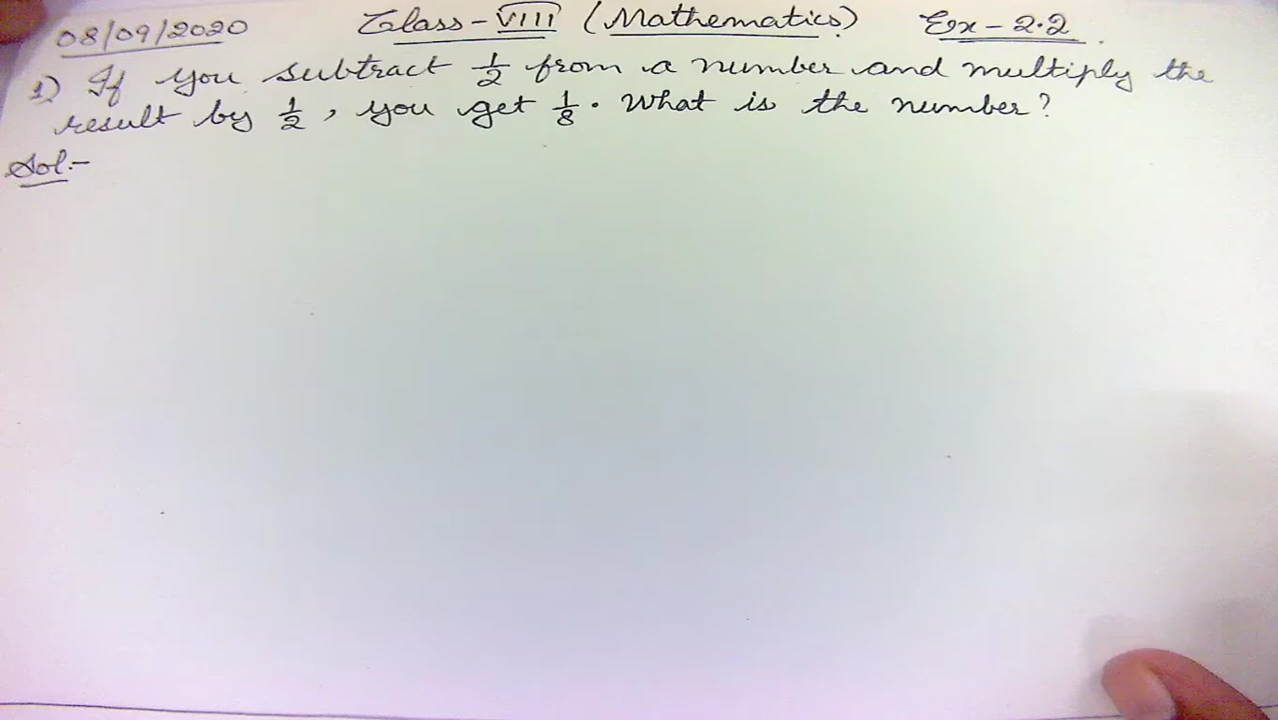 08/09/2020 Class - VIII (Mathematics) Ex - 2.2
1) If you subtract 1/2 from a number and multiply the
result by 1/2, you get 1/8. What is the number?
Sol:-